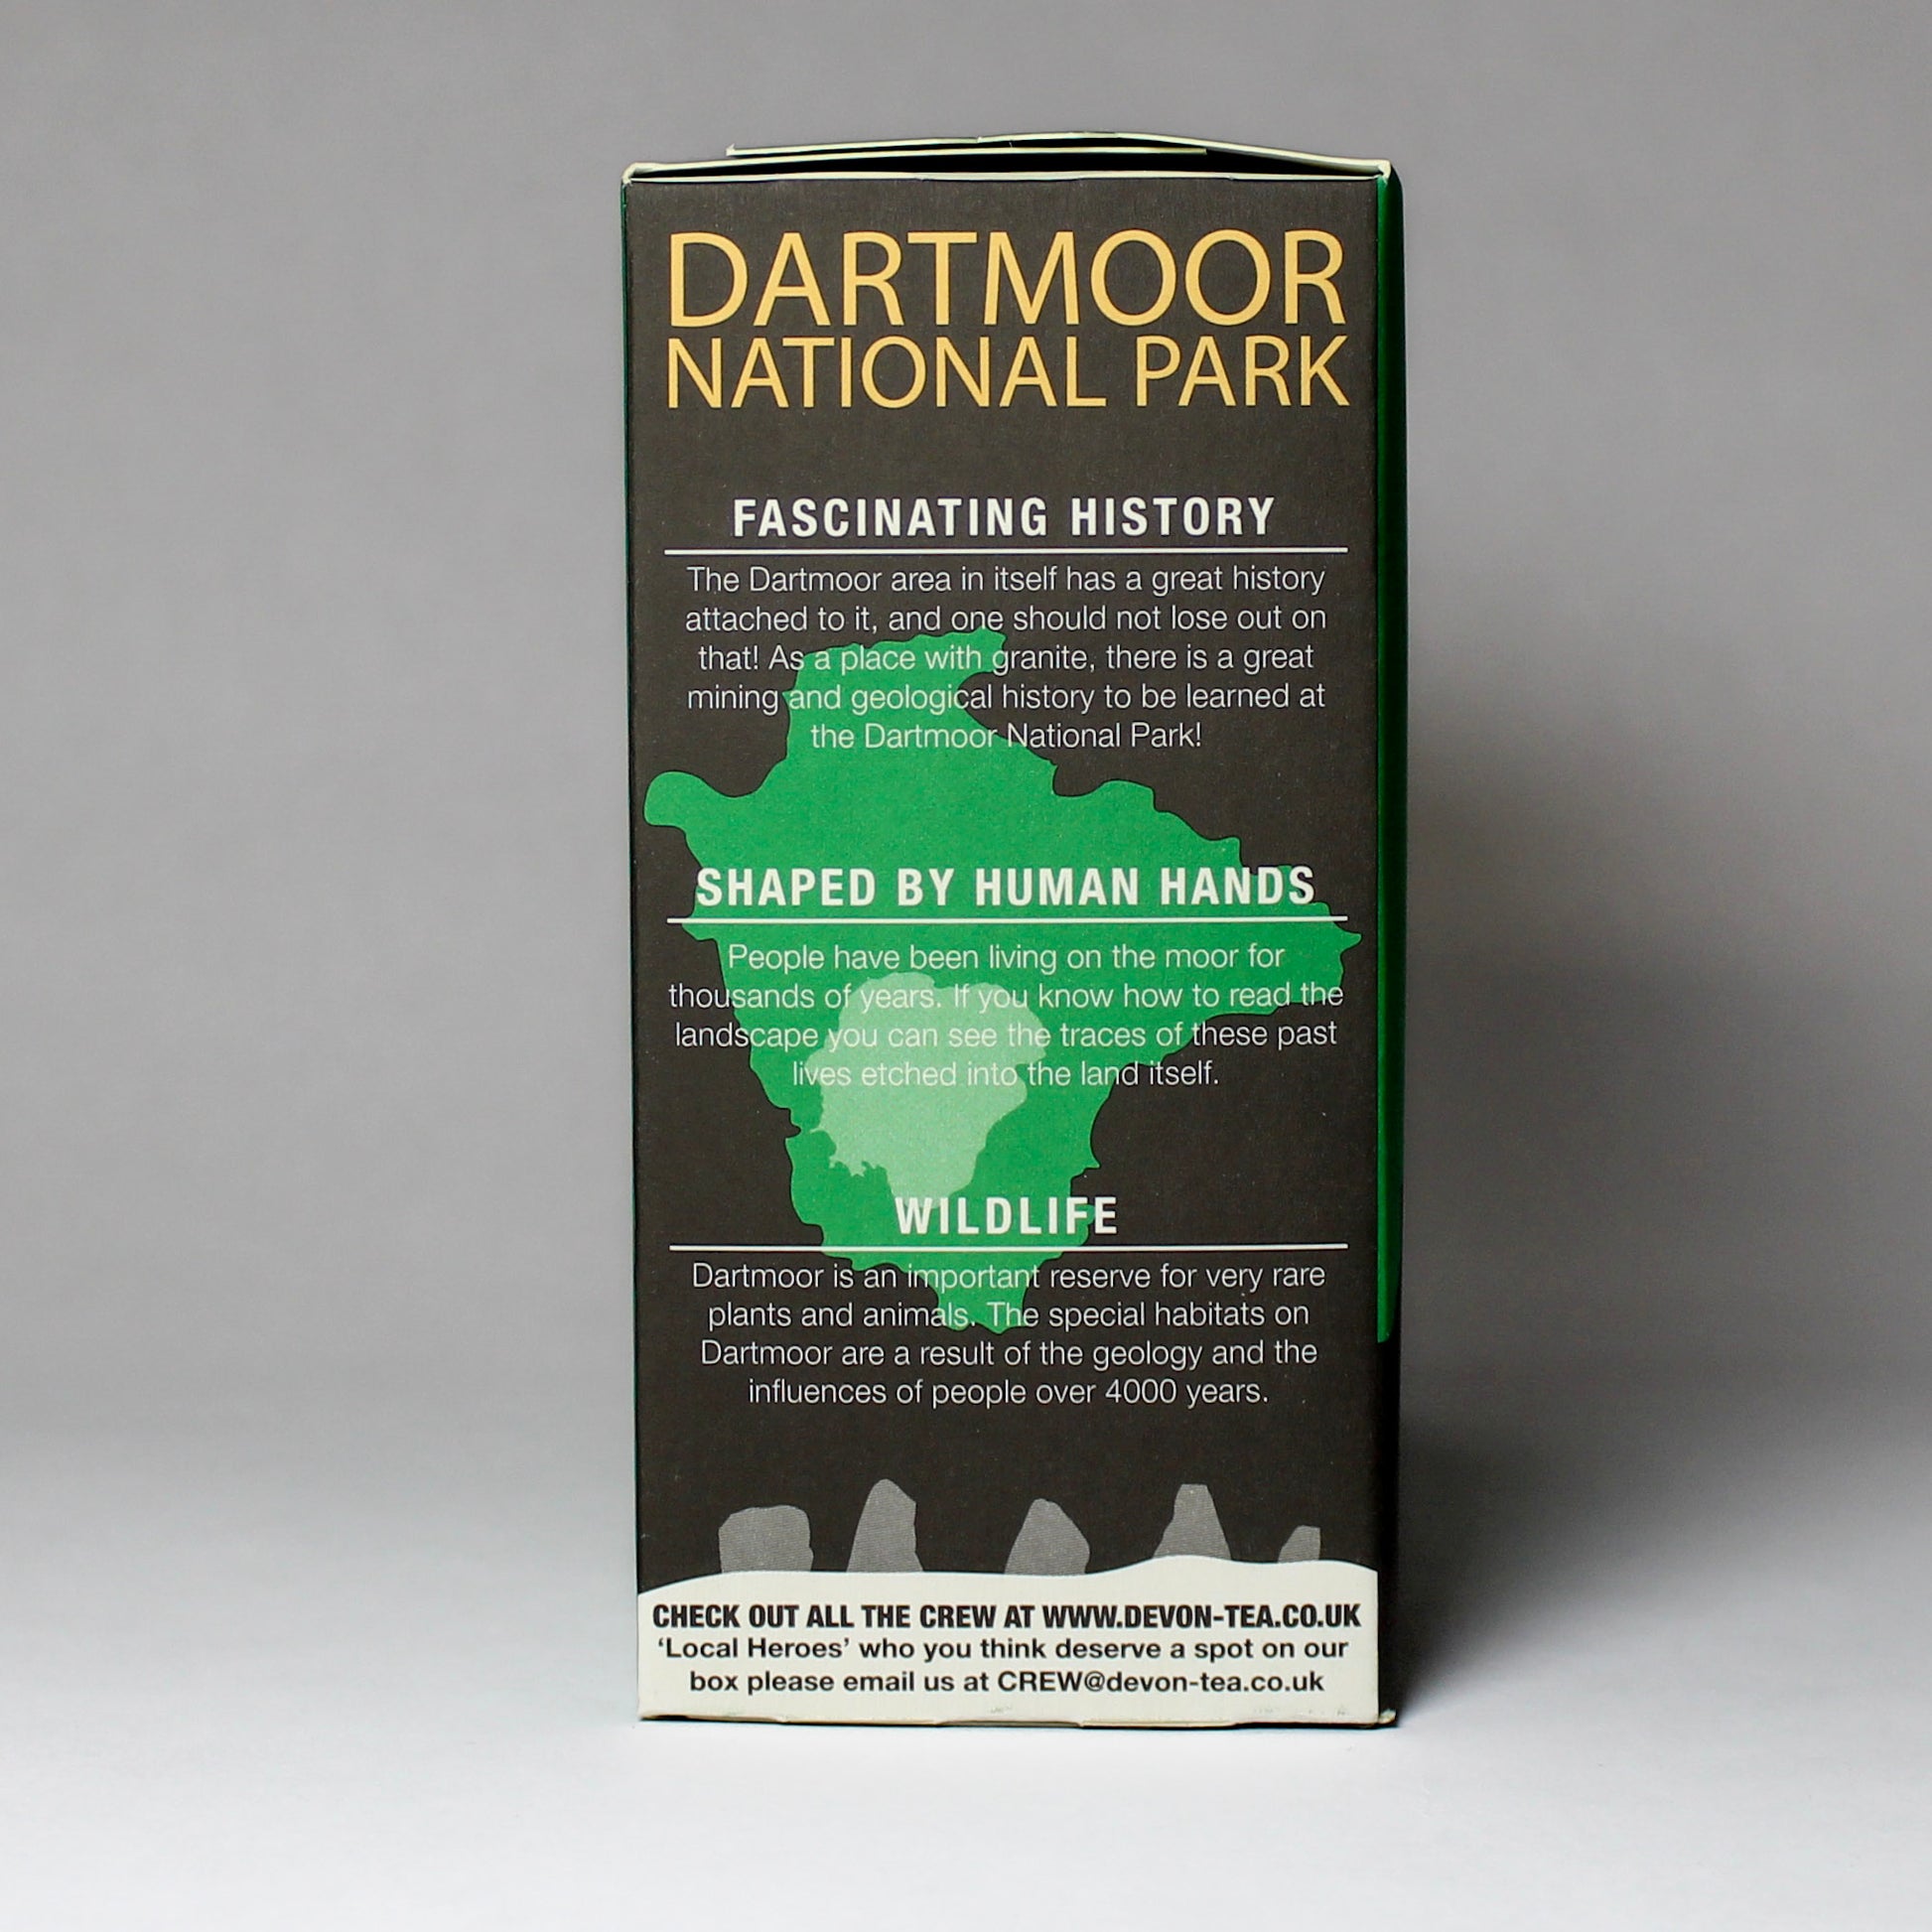 DARTMOOR
NATIONAL PARK
FASCINATING HISTORY
The Dartmoor area in itself has a great history
attached to it, and one should not lose out on
that! As a place with granite, there is a great
mining and geological history to be learned at
the Dartmoor National Park!
SHAPED BY HUMAN HANDS
People have been living on the moor for
thousands of years. If you know how to read the
landscape you can see the traces of these past
lives etched into the land itself.
WILDLIFE
Dartmoor is an important reserve for very rare
plants and animals. The special habitats on
Dartmoor are a result of the geology and the
influences of people over 4000 years.
CHECK OUT ALL THE CREW AT WWW.DEVON-TEA.CO.UK
‘Local Heroes’ who you think deserve a spot on our
box please email us at CREW@devon-tea.co.uk